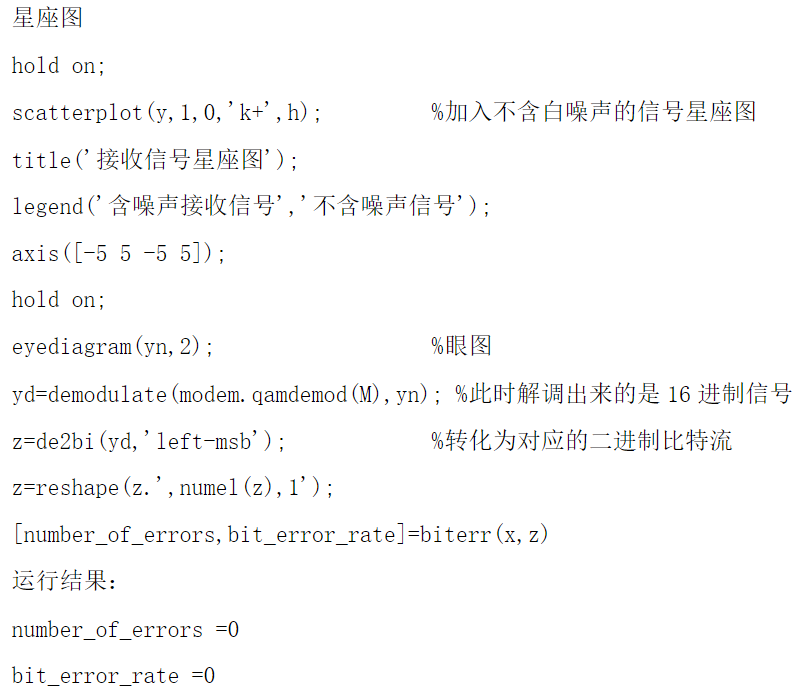 星座图
hold on;
scatterplot(y,1,0,'k+',h); %加入不含白噪声的信号星座图
title('接收信号星座图');
legend('含噪声接收信号','不含噪声信号');
axis([-5 5 -5 5]);
hold on;
eyediagram(yn,2); %眼图
yd=demodulate(modem.qamdemod(M),yn); %此时解调出来的是 16 进制信号
z=de2bi(yd,'left-msb'); %转化为对应的二进制比特流
z=reshape(z.',numel(z),1');
[number_of_errors,bit_error_rate]=biterr(x,z)
运行结果:
number_of_errors =0
bit_error_rate =0